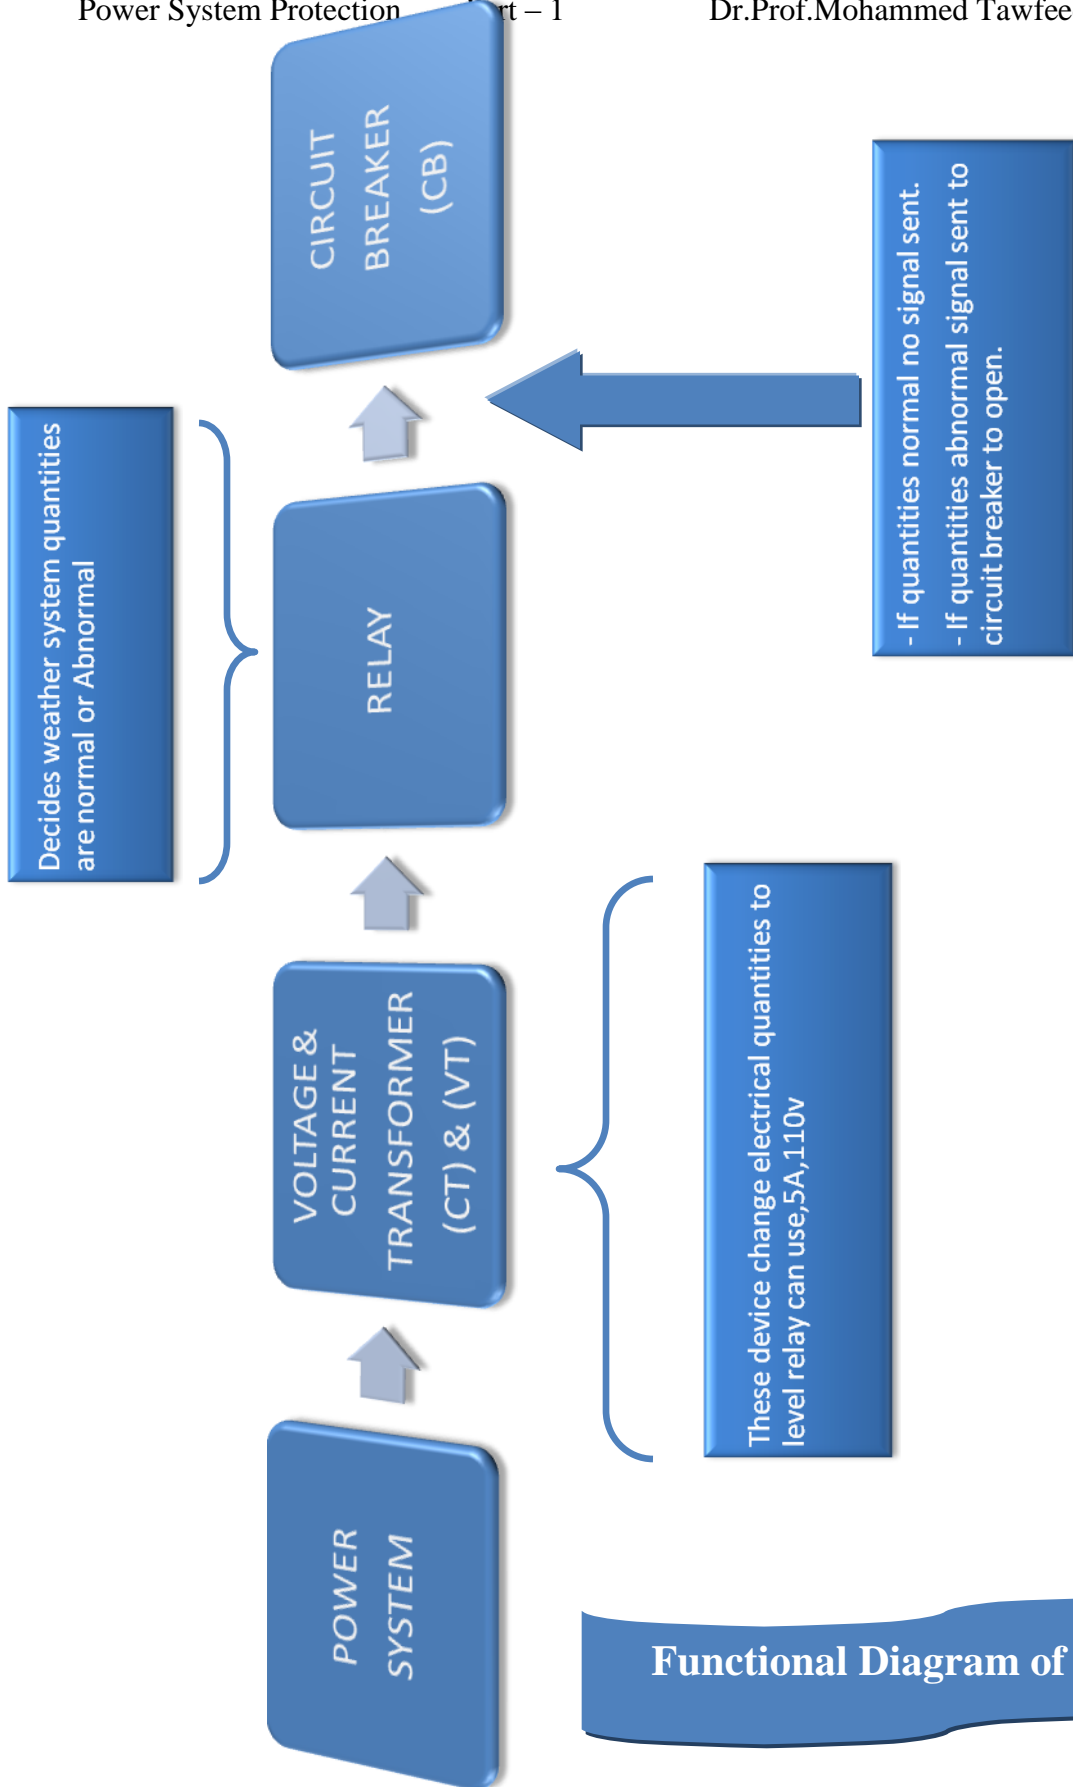 Power System Protection
– 1
Dr.Prof.Mohammed
POWER
SYSTEM
VOLTAGE &
CURRENT
TRANSFORMER
(CT) & (VT)
RELAY
CIRCUIT
BREAKER
(CB)
Decides weather system quantities
are normal or Abnormal
These device change electrical quantities to
level relay can use,5A,110v
- If quantities normal no signal sent.
- If quantities abnormal signal sent to
circuit breaker to open.
Functional Diagram of